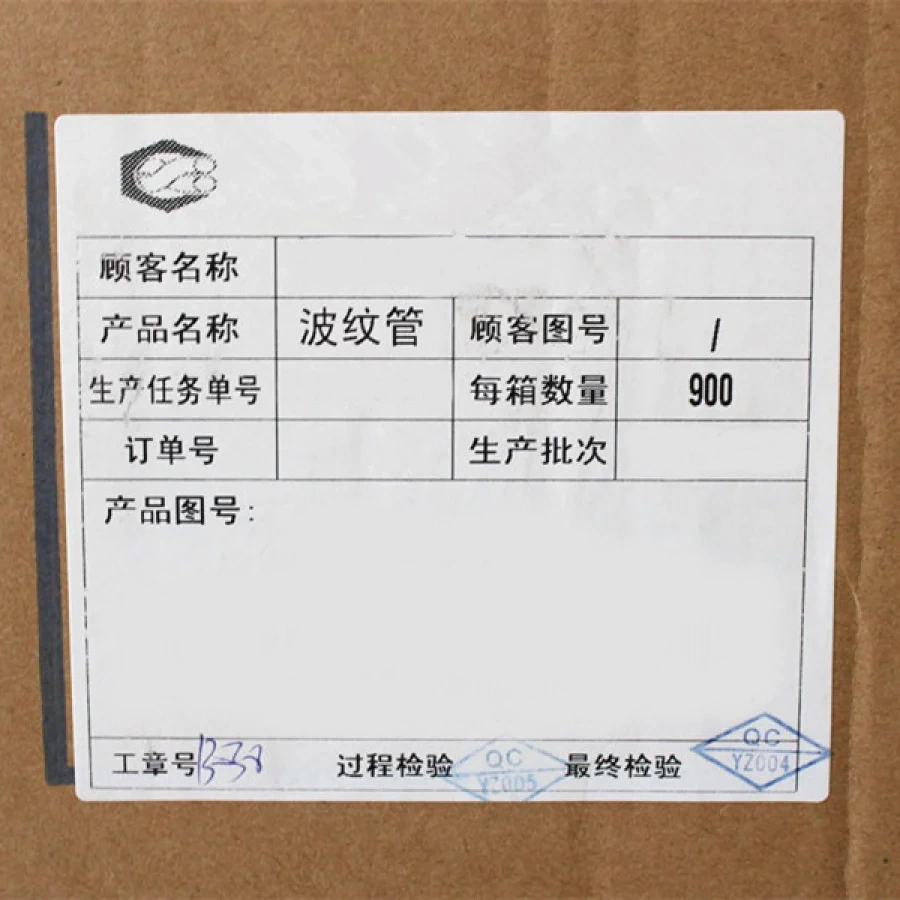 顾客名称
产品名称 波纹管 顾客图号 /
生产任务单号 每箱数量 900
订单号 生产批次
产品图号:
工章号 13-38 过程检验 QC YZ005 最终检验 QC YZ004